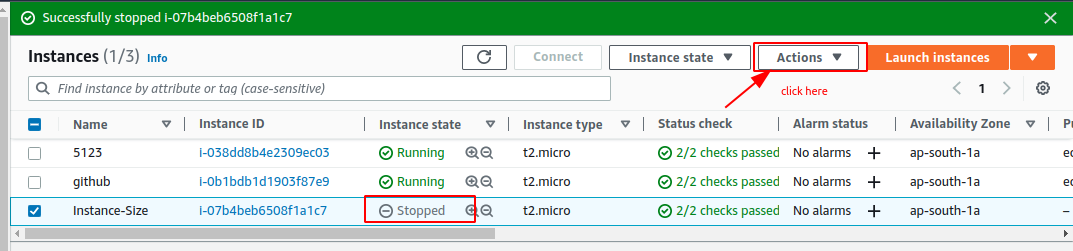 Successfully stopped i-07b4beb6508f1a1c7
Instances (1/3) Info Connect Instance state Actions Launch instances
Find instance by attribute or tag (case-sensitive) click here 1
Name Instance ID Instance state Instance type Status check Alarm status Availability Zone Pu
5123 i-038dd8b4e2309ec03 Running t2.micro 2/2 checks passed No alarms + ap-south-1a ec
github i-0b1bdb1d1903f87e9 Running t2.micro 2/2 checks passed No alarms + ap-south-1a ec
Instance-Size i-07b4beb6508f1a1c7 Stopped t2.micro 2/2 checks passed No alarms + ap-south-1a –